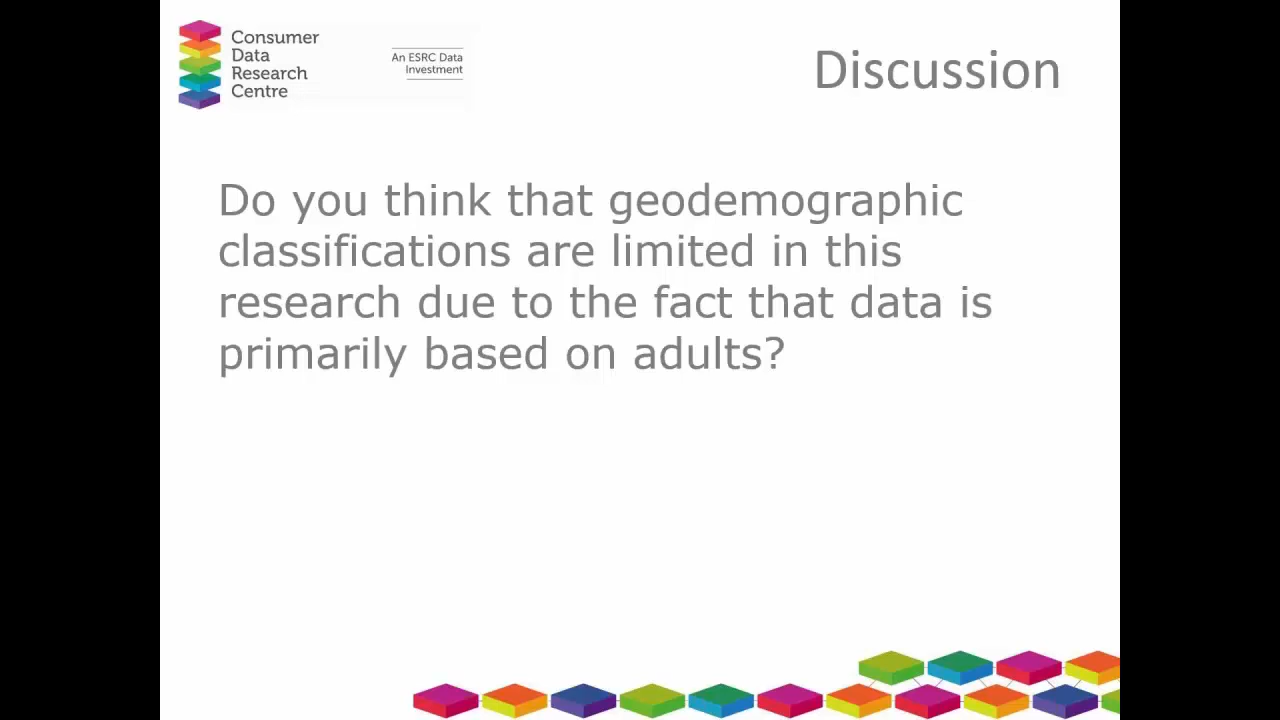 Consumer
Data
Research
Centre
An ESRC Data
Investment
Discussion
Do you think that geodemographic
classifications are limited in this
research due to the fact that data is
primarily based on adults?